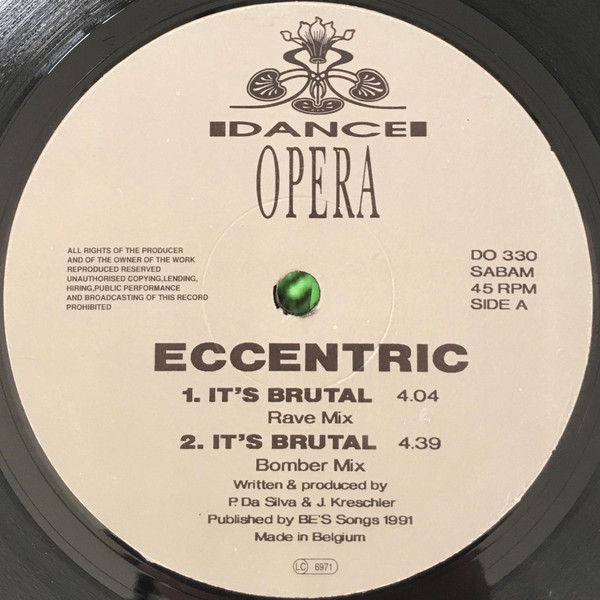 DANCE
OPERA
ALL RIGHTS OF THE PRODUCER
AND OF THE OWNER OF THE WORK
REPRODUCED RESERVED
UNAUTHORISED COPYING,LENDING,
HIRING,PUBLIC PERFORMANCE
AND BROADCASTING OF THIS RECORD
PROHIBITED
DO 330
SABAM
45 RPM
SIDE A
ECCENTRIC
1. IT'S BRUTAL 4.04
Rave Mix
2. IT'S BRUTAL 4.39
Bomber Mix
Written & produced by
P. Da Silva & J. Kreschler
Published by BE'S Songs 1991
Made in Belgium
LC 6971